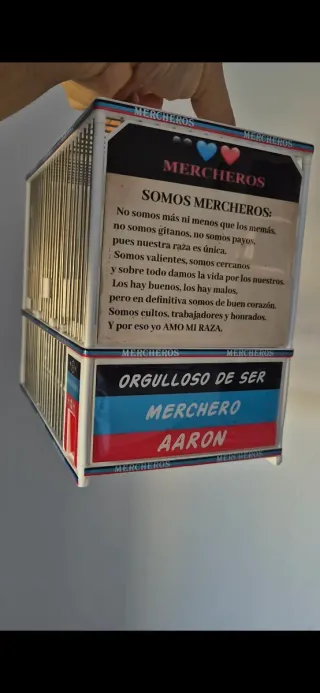 MERCHEROS MERCHEROS
MERCHEROS
SOMOS MERCHEROS:
No somos más ni menos que los memás,
no somos gitanos, no somos payos,
pues nuestra raza es única.
Somos valientes, somos cercanos
y sobre todo damos la vida por los nuestros.
Los hay buenos, los hay malos,
pero en definitiva somos de buen corazón.
Somos cultos, trabajadores y honrados.
Y por eso yo AMO MI RAZA.
MERCHEROS MERCHEROS
ORGULLOSO DE SER
MERCHERO
AARON
MERCHEROS MERCHEROS